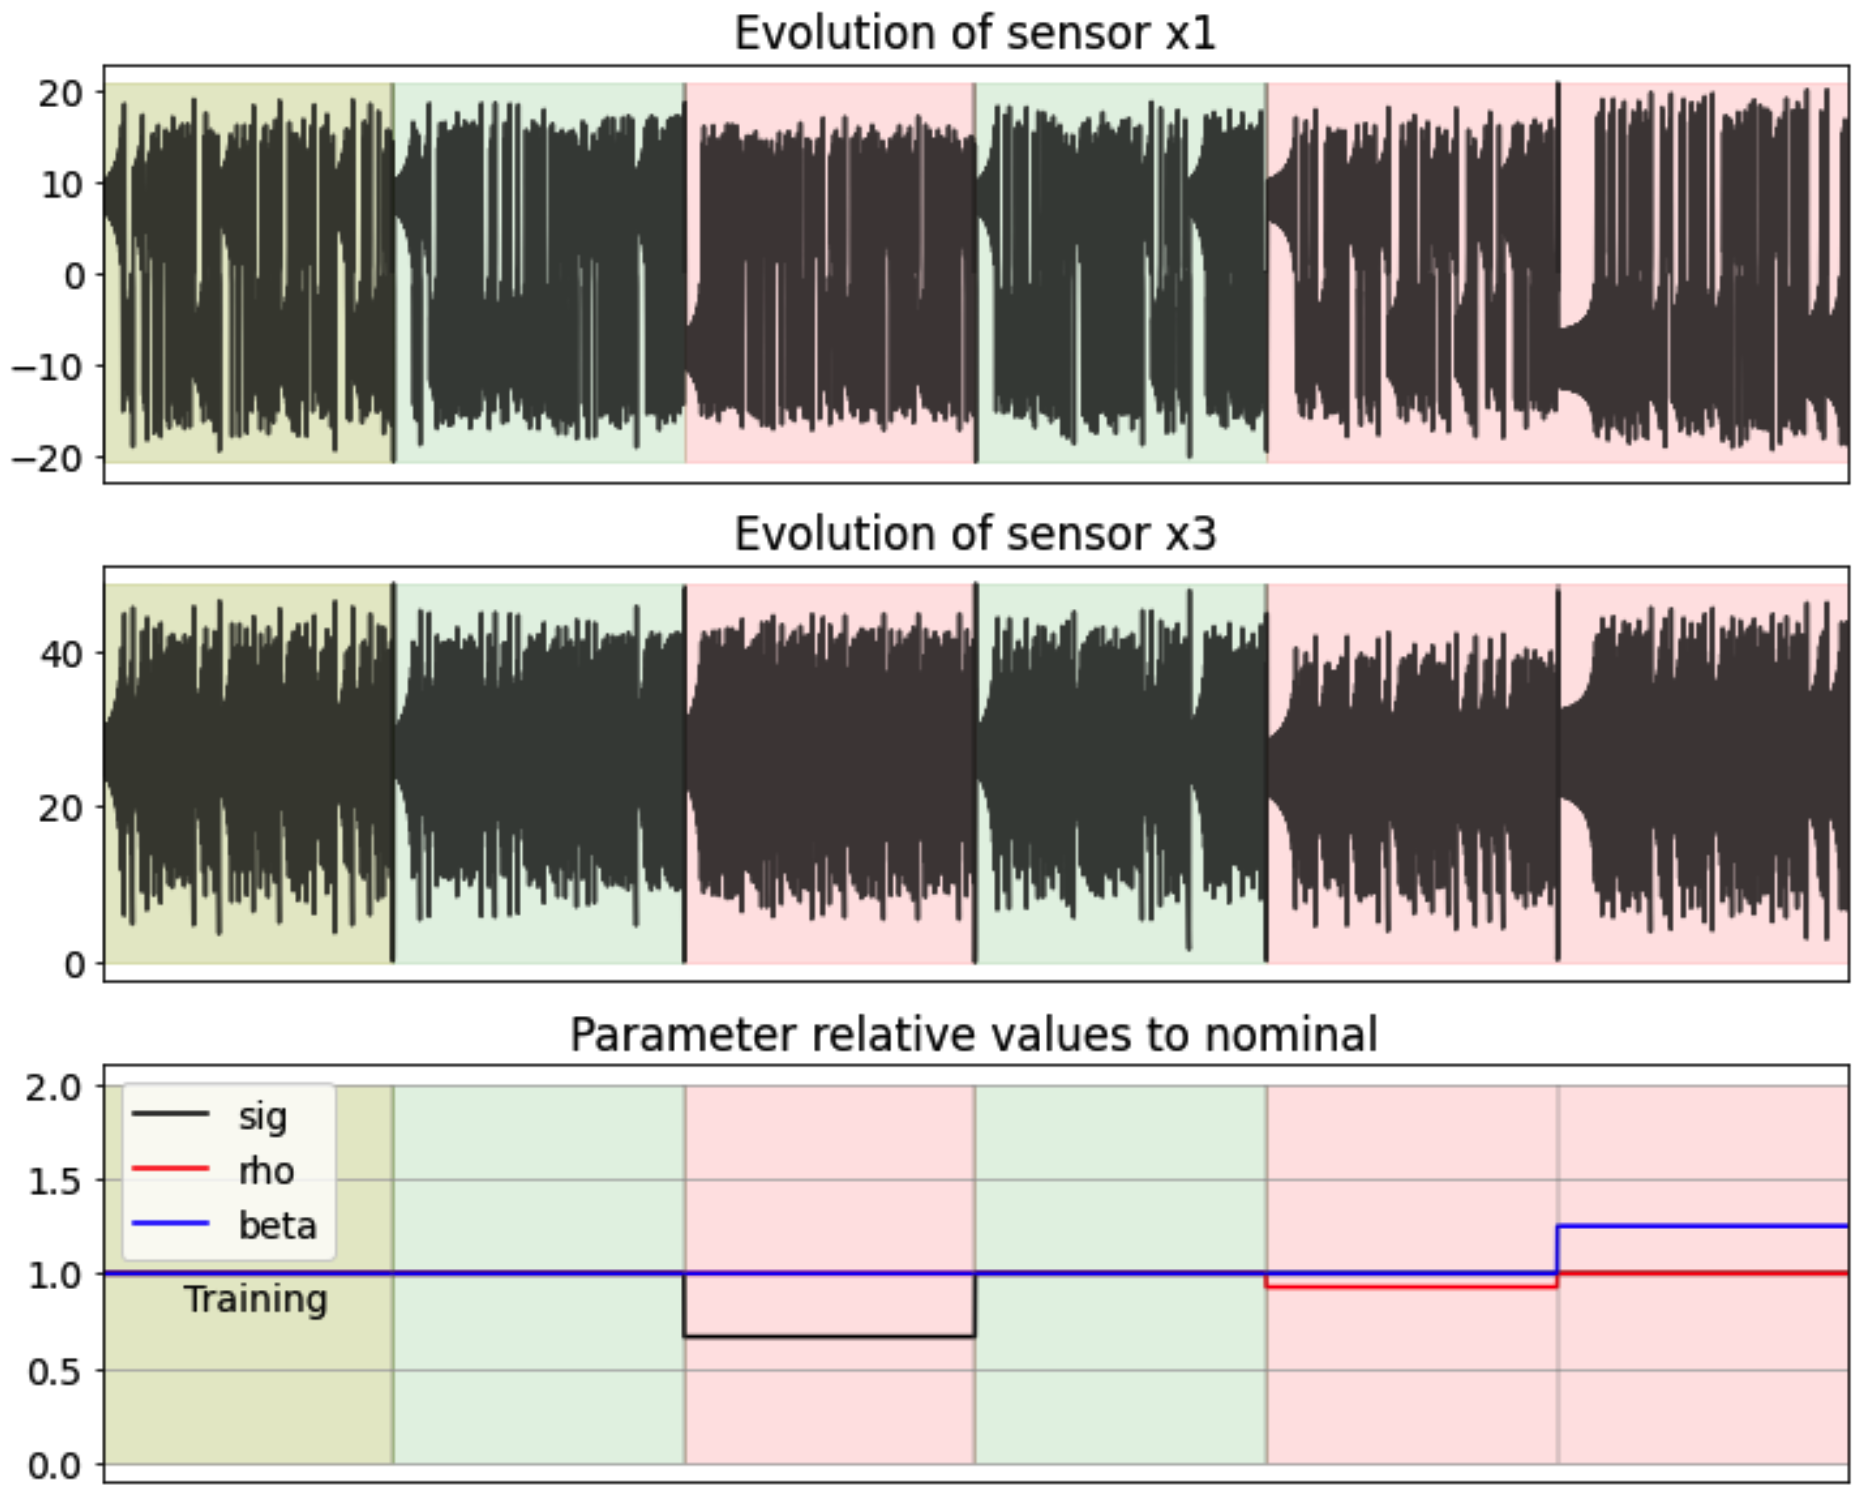 Evolution of sensor x1
20
10
0
−10
−20
Evolution of sensor x3
40
20
0
Parameter relative values to nominal
2.0
1.5
1.0
0.5
0.0
sig
rho
beta
Training